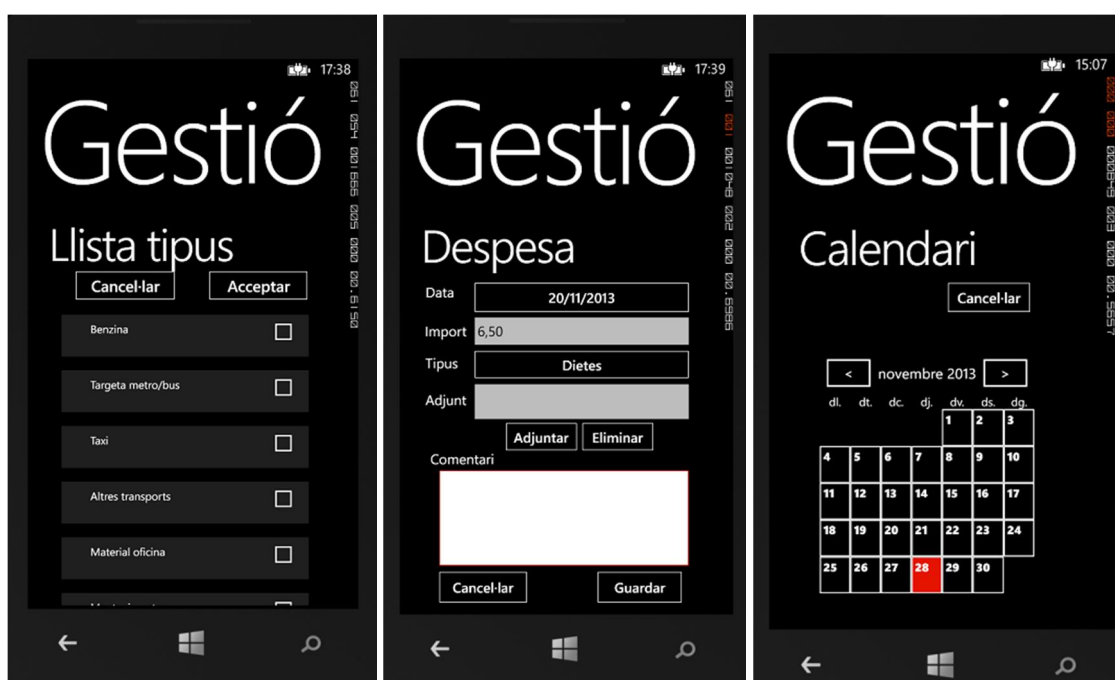 17:38
Gestió
Llista tipus
Cancel·lar Acceptar
Benzina
Targeta metro/bus
Taxi
Altres transports
Material oficina
17:39
Gestió
Despesa
Data 20/11/2013
Import 6,50
Tipus Dietes
Adjunt
Adjuntar Eliminar
Comentari
Cancel·lar Guardar
15:07
Gestió
Calendari
Cancel·lar
< novembre 2013 >
dl. dt. dc. dj. dv. ds. dg.
1 2 3
4 5 6 7 8 9 10
11 12 13 14 15 16 17
18 19 20 21 22 23 24
25 26 27 28 29 30